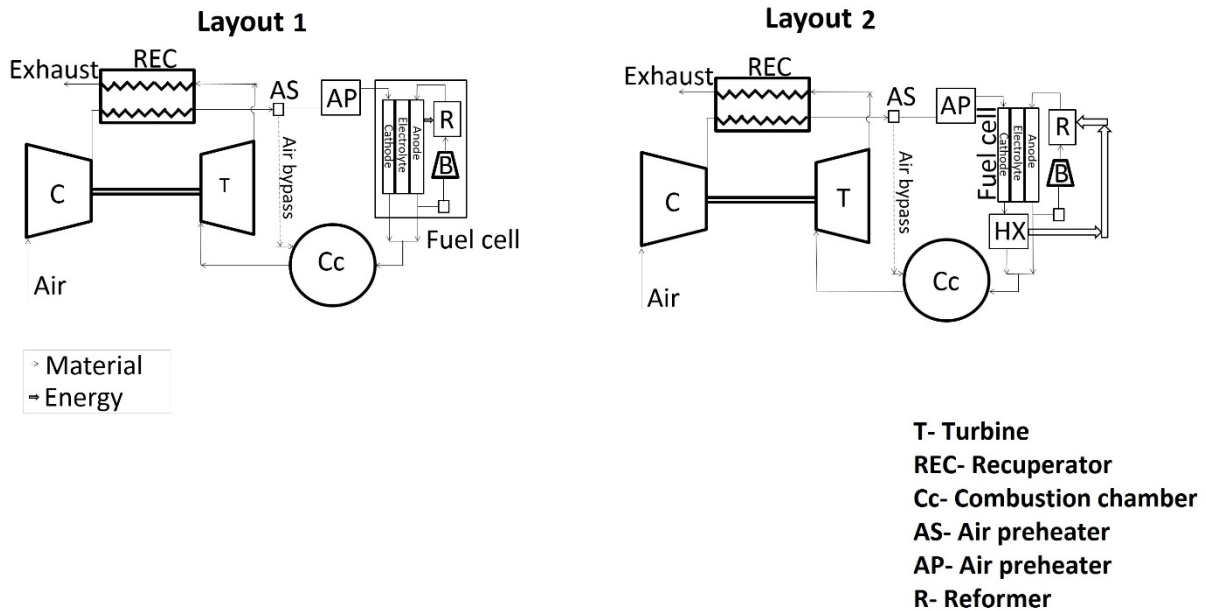 Layout 1
REC
Exhaust
AS
AP
Cathode
Electrolyte
Anode
R
B
C
T
Air bypass
Fuel cell
Cc
Air
Material
Energy
Layout 2
REC
Exhaust
AS
AP
Fuel cell
Cathode
Electrolyte
Anode
R
B
C
T
Air bypass
HX
Cc
Air
T- Turbine
REC- Recuperator
Cc- Combustion chamber
AS- Air preheater
AP- Air preheater
R- Reformer